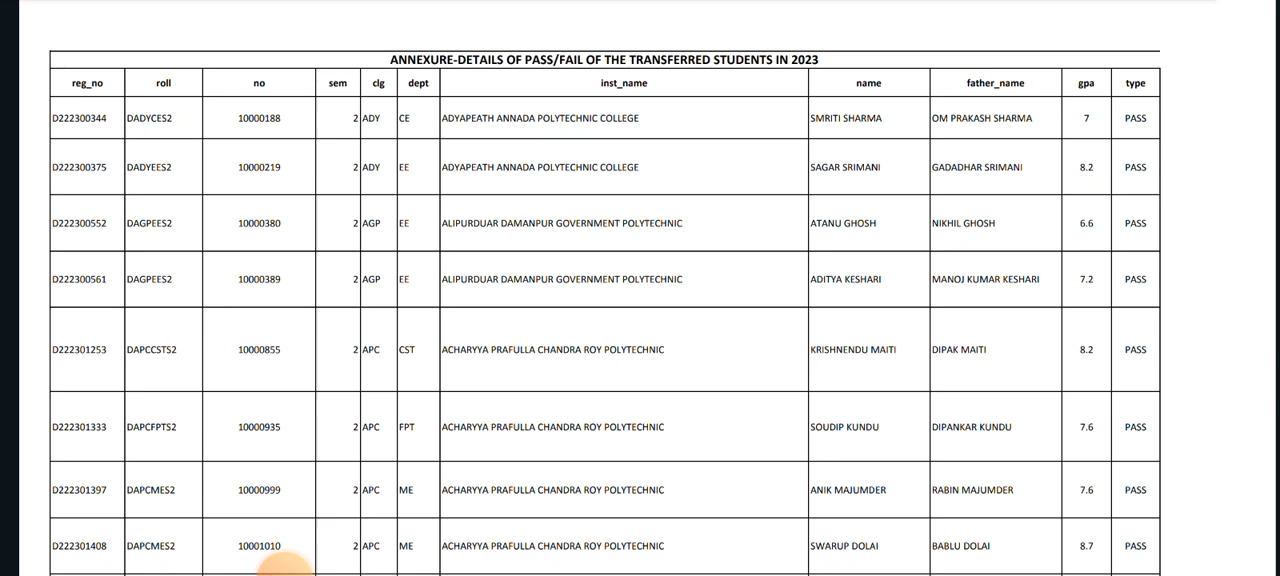 ANNEXURE-DETAILS OF PASS/FAIL OF THE TRANSFERRED STUDENTS IN 2023
reg_no roll no sem clg dept inst_name name father_name gpa type
D222300344 DADYCES2 10000188 2 ADY CE ADYAPEATH ANNADA POLYTECHNIC COLLEGE SMRITI SHARMA OM PRAKASH SHARMA 7 PASS
D222300375 DADYEES2 10000219 2 ADY EE ADYAPEATH ANNADA POLYTECHNIC COLLEGE SAGAR SRIMANI GADADHAR SRIMANI 8.2 PASS
D222300552 DAGPEES2 10000380 2 AGP EE ALIPURDUAR DAMANPUR GOVERNMENT POLYTECHNIC ATANU GHOSH NIKHIL GHOSH 6.6 PASS
D222300561 DAGPEES2 10000389 2 AGP EE ALIPURDUAR DAMANPUR GOVERNMENT POLYTECHNIC ADITYA KESHARI MANOJ KUMAR KESHARI 7.2 PASS
D222301253 DAPCCSTS2 10000855 2 APC CST ACHARYYA PRAFULLA CHANDRA ROY POLYTECHNIC KRISHNENDU MAITI DIPAK MAITI 8.2 PASS
D222301333 DAPCFPTS2 10000935 2 APC FPT ACHARYYA PRAFULLA CHANDRA ROY POLYTECHNIC SOUDIP KUNDU DIPANKAR KUNDU 7.6 PASS
D222301397 DAPCMES2 10000999 2 APC ME ACHARYYA PRAFULLA CHANDRA ROY POLYTECHNIC ANIK MAJUMDER RABIN MAJUMDER 7.6 PASS
D222301408 DAPCMES2 10001010 2 APC ME ACHARYYA PRAFULLA CHANDRA ROY POLYTECHNIC SWARUP DOLAI BABLU DOLAI 8.7 PASS